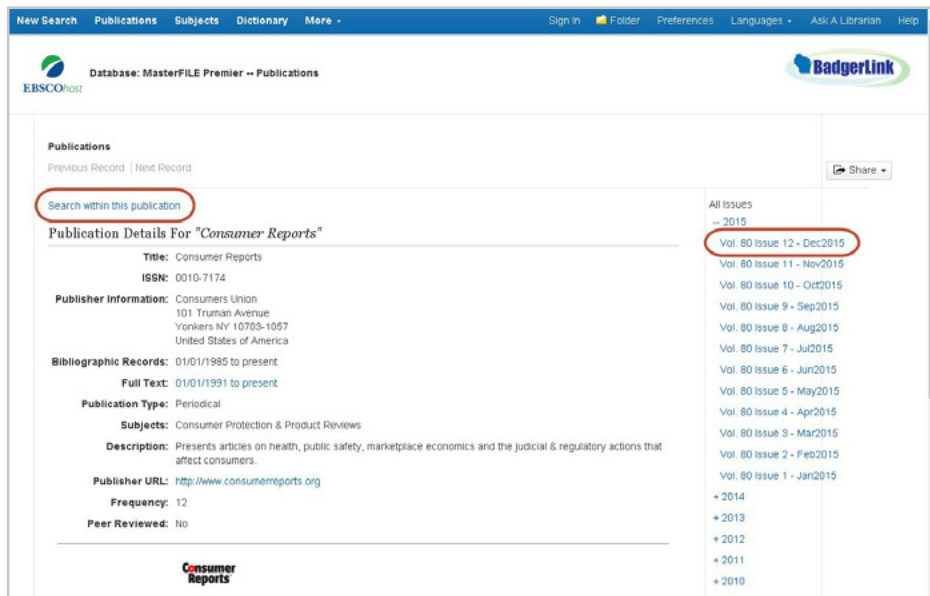 New Search Publications Subjects Dictionary More
Sign In Folder Preferences Languages Ask A Librarian Help
EBSCOhost
Database: MasterFILE Premier -- Publications
BadgerLink
Publications
Previous Record | Next Record
Share
Search within this publication
Publication Details For "Consumer Reports"
Title: Consumer Reports
ISSN: 0010-7174
Publisher Information: Consumers Union
101 Truman Avenue
Yonkers NY 10703-1057
United States of America
Bibliographic Records: 01/01/1985 to present
Full Text: 01/01/1991 to present
Publication Type: Periodical
Subjects: Consumer Protection & Product Reviews
Description: Presents articles on health, public safety, marketplace economics and the judicial & regulatory actions that
affect consumers.
Publisher URL: http://www.consumerreports.org
Frequency: 12
Peer Reviewed: No
Consumer
Reports
All Issues
-- 2015
Vol. 80 Issue 12 - Dec2015
Vol. 80 Issue 11 - Nov2015
Vol. 80 Issue 10 - Oct2015
Vol. 80 Issue 9 - Sep2015
Vol. 80 Issue 8 - Aug2015
Vol. 80 Issue 7 - Jul2015
Vol. 80 Issue 6 - Jun2015
Vol. 80 Issue 5 - May2015
Vol. 80 Issue 4 - Apr2015
Vol. 80 Issue 3 - Mar2015
Vol. 80 Issue 2 - Feb2015
Vol. 80 Issue 1 - Jan2015
+ 2014
+ 2013
+ 2012
+ 2011
+ 2010